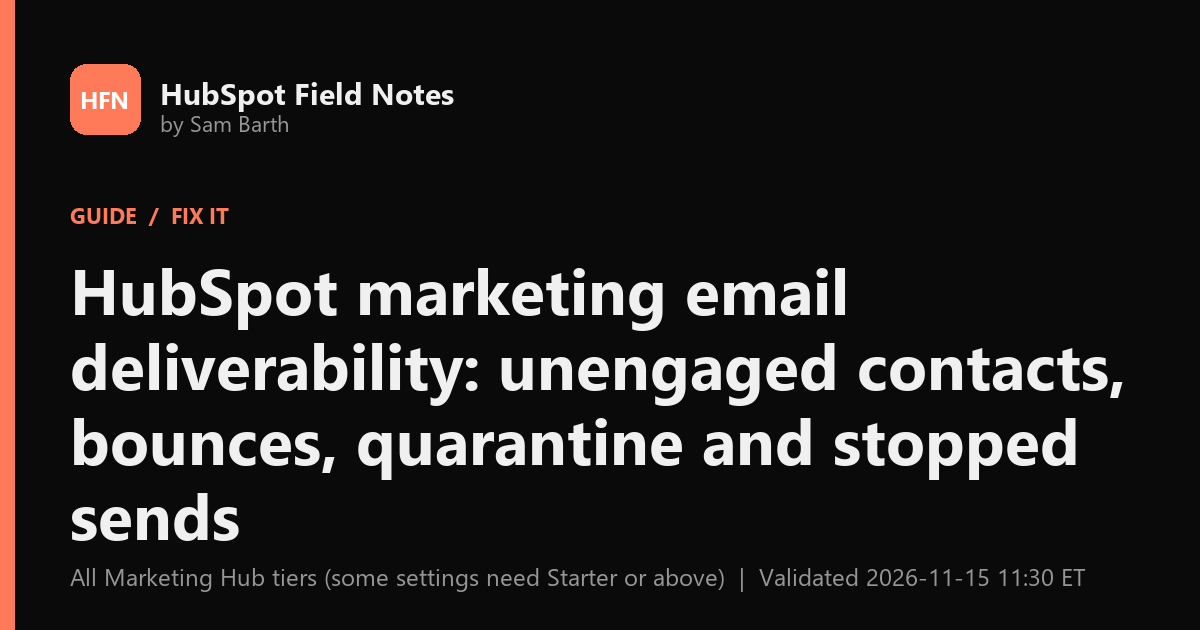 HFN
HubSpot Field Notes
by Sam Barth
GUIDE / FIX IT
HubSpot marketing email
deliverability: unengaged contacts,
bounces, quarantine and stopped
sends
All Marketing Hub tiers (some settings need Starter or above) | Validated 2026-11-15 11:30 ET